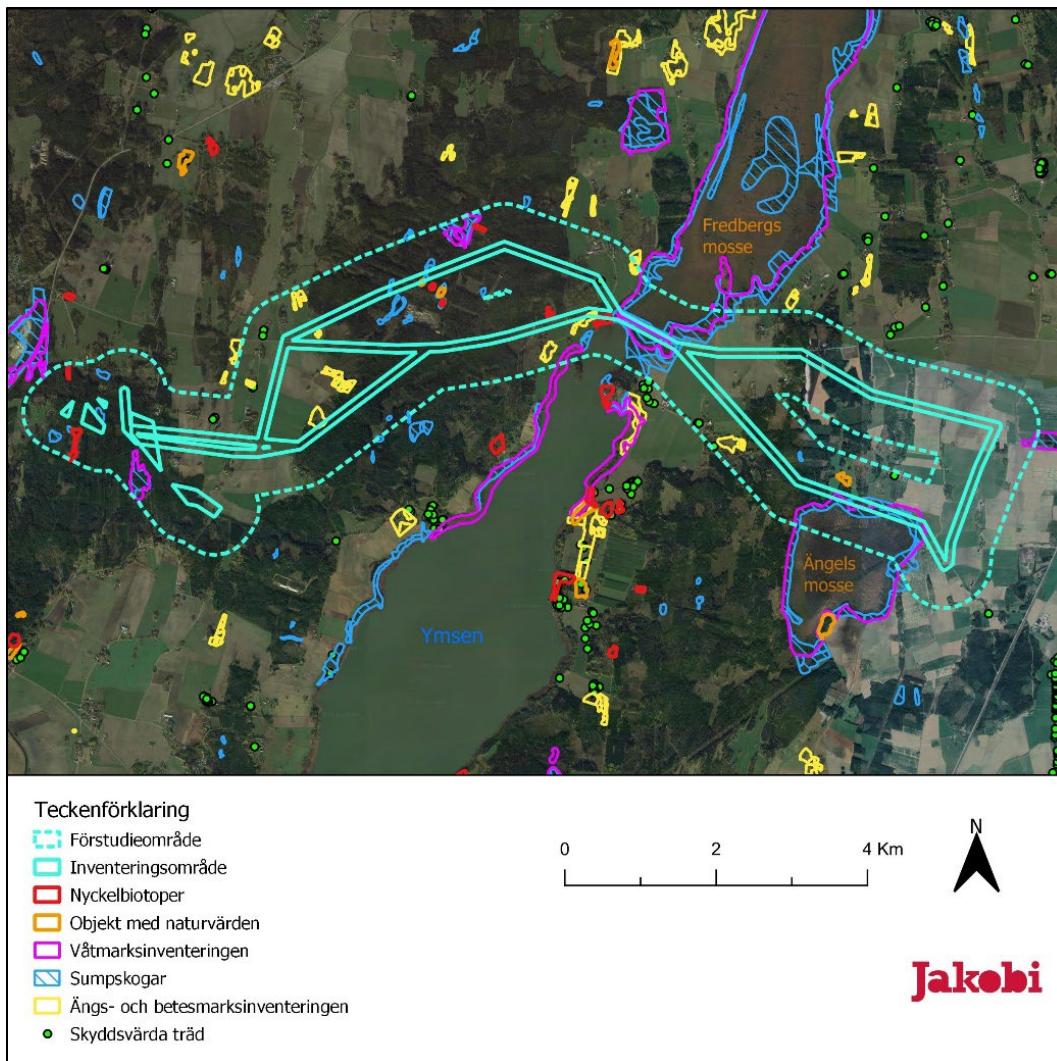 Fredbergs
mosse
Ängels
mosse
Ymsen
Teckenförklaring
Förstudieområde
Inventeringsområde
Nyckelbiotoper
Objekt med naturvärden
Våtmarksinventeringen
Sumpskogar
Ängs- och betesmarksinventeringen
Skyddsvärda träd
0 2 4 Km
N
Jakobi